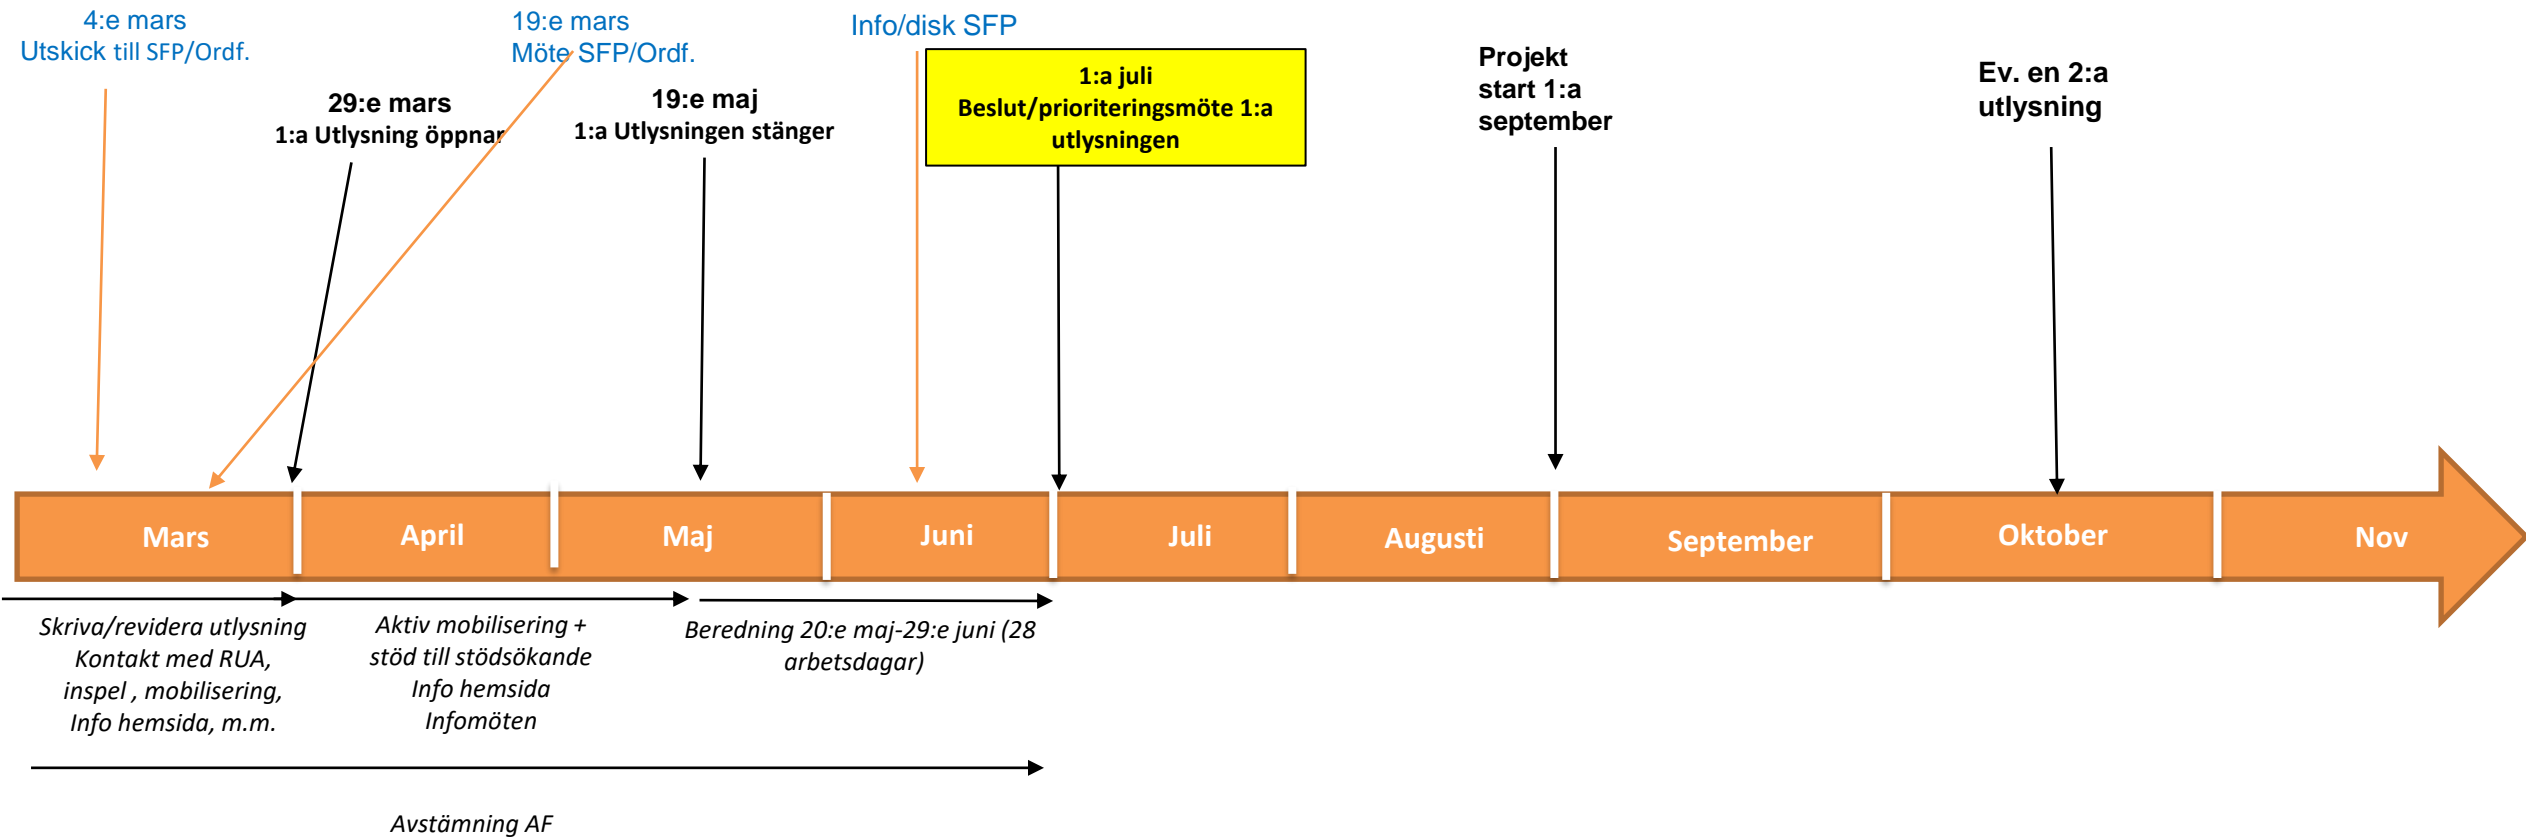 4:e mars
Utskick till SFP/Ordf.
19:e mars
Möte SFP/Ordf.
Info/disk SFP
29:e mars
1:a Utlysning öppnar
19:e maj
1:a Utlysningen stänger
1:a juli
Beslut/prioriteringsmöte 1:a
utlysningen
Projekt
start 1:a
september
Ev. en 2:a
utlysning
Mars
April
Maj
Juni
Juli
Augusti
September
Oktober
Nov
Skriva/revidera utlysning
Kontakt med RUA,
inspel , mobilisering,
Info hemsida, m.m.
Aktiv mobilisering +
stöd till stödsökande
Info hemsida
Infomöten
Beredning 20:e maj-29:e juni (28
arbetsdagar)
Avstämning AF